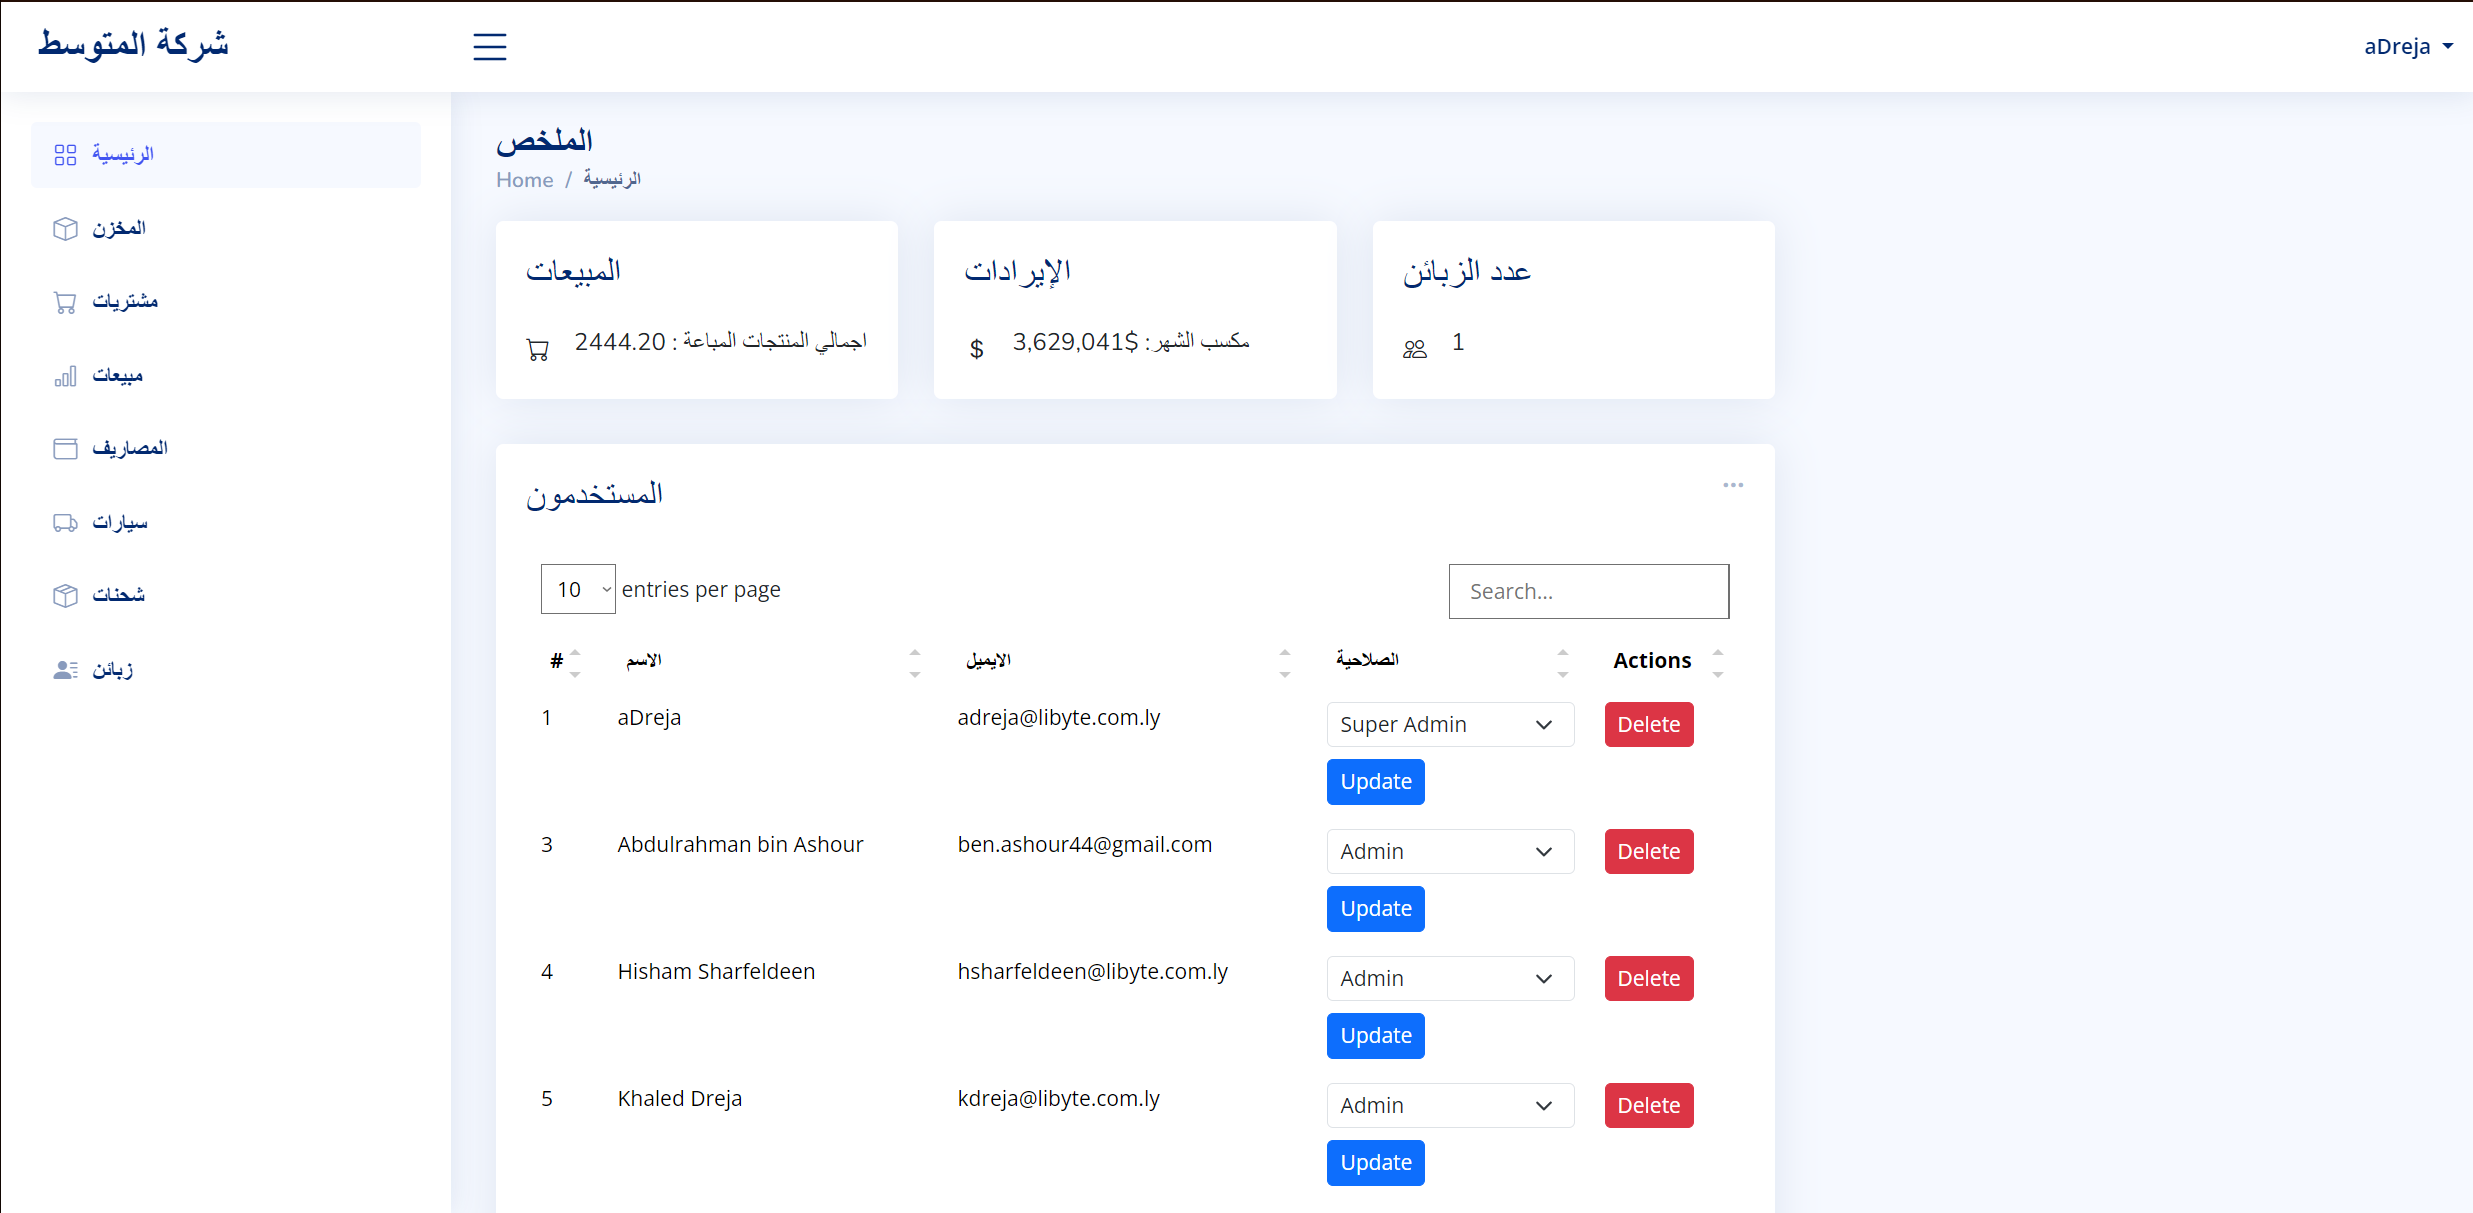 شركة المتوسط
aDreja
الرئيسية
المخزن
مشتريات
مبيعات
المصاريف
سيارات
شحنات
زبائن
الملخص
Home / الرئيسية
المبيعات
اجمالي المنتجات المباعة : 2444.20
الإيرادات
$
مكسب الشهر: $3,629,041
عدد الزبائن
1
المستخدمون
10 entries per page
Search...
# الاسم الايميل الصلاحية Actions
1 aDreja adreja@libyte.com.ly Super Admin Delete
Update
3 Abdulrahman bin Ashour ben.ashour44@gmail.com Admin Delete
Update
4 Hisham Sharfeldeen hsharfeldeen@libyte.com.ly Admin Delete
Update
5 Khaled Dreja kdreja@libyte.com.ly Admin Delete
Update